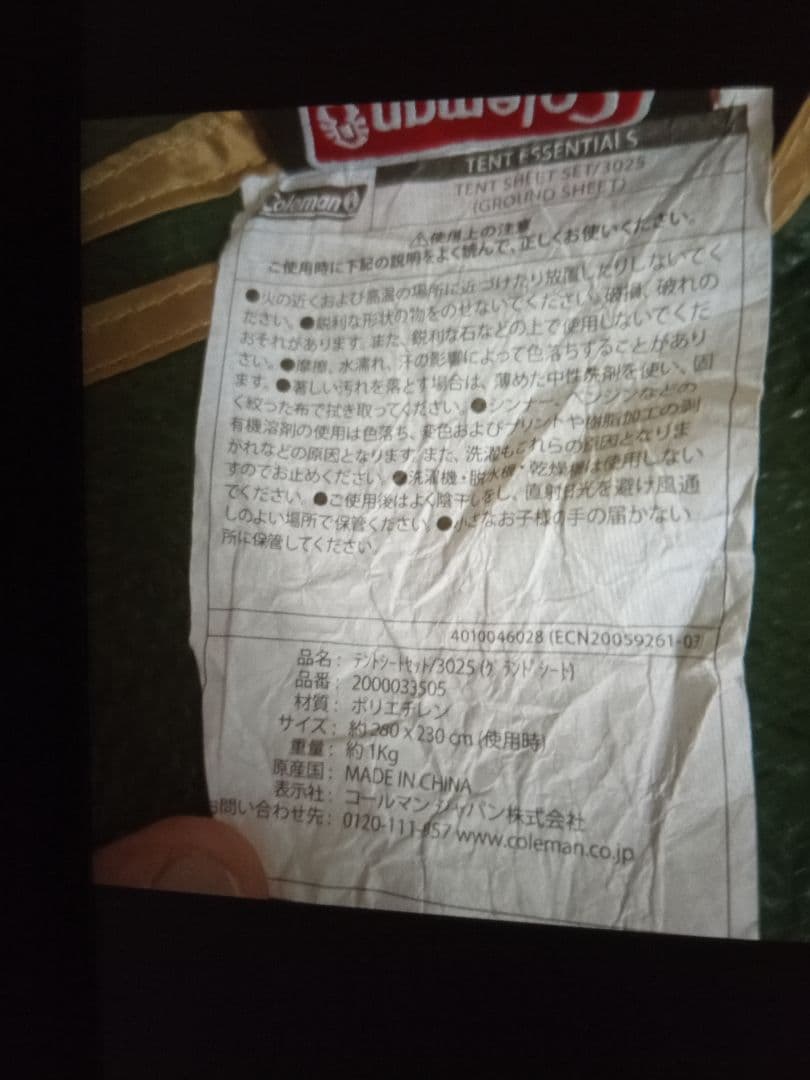 Coleman
TENT ESSENTIALS
TENT SHEET SET/3025
(GROUND SHEET)
Coleman
⚠使用上の注意
ご使用時に下記の説明をよく読んで、正しくお使いください。
●火の近くおよび高温の場所に近づけたり放置したりしないでく
ださい。●鋭利な形状の物をのせないでください。破損、破れの
おそれがあります。また、鋭利な石などの上で使用しないでくだ
さい。●摩擦、水濡れ、汗の影響によって色落ちすることがあり
ます。●著しい汚れを落とす場合は、薄めた中性洗剤を使い、固
く絞った布で拭き取ってください。●シンナー、ベンジンなどの
有機溶剤の使用は色落ち、変色およびプリントや樹脂加工の剥
がれなどの原因となります。また、洗濯もこれらの原因となりま
すのでお止めください。●洗濯機・脱水機・乾燥機は使用しない
でください。●ご使用後はよく陰干しをし、直射日光を避け風通
しのよい場所で保管ください。●小さなお子様の手の届かない
所に保管してください。
4010046028 (ECN20059261-03)
品名： テントシートセット/3025 (グランドシート)
品番： 2000033505
材質： ポリエチレン
サイズ： 約 280 x 230 cm (使用時)
重量： 約 1Kg
原産国： MADE IN CHINA
表示社： コールマン ジャパン株式会社
お問い合わせ先： 0120-111-957 www.coleman.co.jp